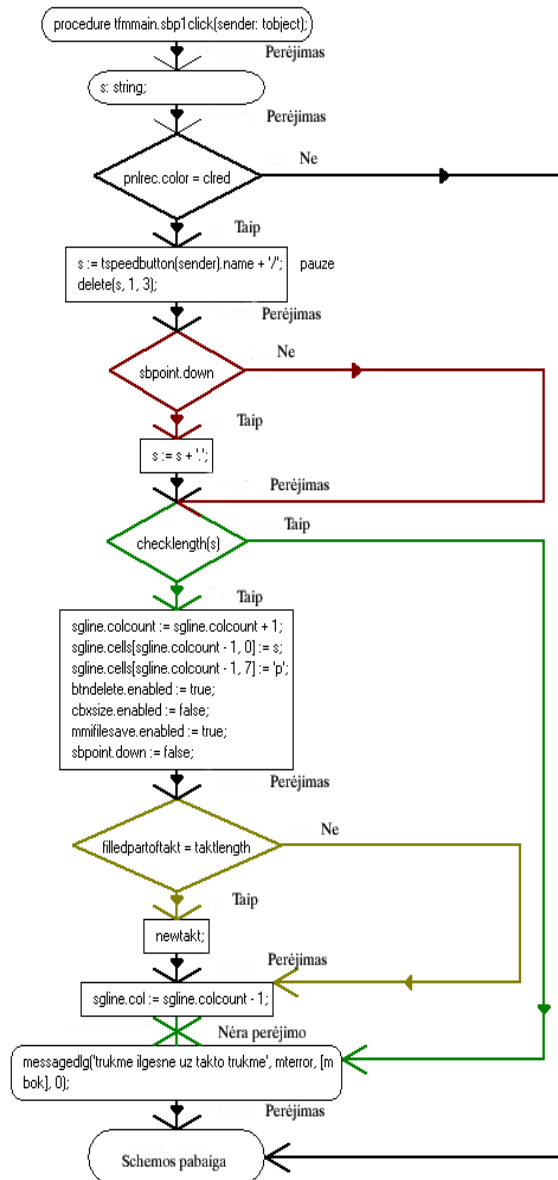 procedure tfmmain.sbp1click(sender: tobject);
Perėjimas
s: string;
Perėjimas
pnlrec.color = clred
Ne
Taip
s := tspeedbutton(sender).name + '/'; pauze
delete(s, 1, 3);
Perėjimas
sbpoint.down
Ne
Taip
s := s + '.';
Perėjimas
checklength(s)
Taip
Taip
sgline.colcount := sgline.colcount + 1;
sgline.cells[sgline.colcount - 1, 0] := s;
sgline.cells[sgline.colcount - 1, 7] := 'p';
btndelete.enabled := true;
cbxsize.enabled := false;
mmifilesave.enabled := true;
sbpoint.down := false;
Perėjimas
filledpartoftakt = taktlength
Ne
Taip
newtakt;
Perėjimas
sgline.col := sgline.colcount - 1;
Nėra perėjimo
messagedlg('trukme ilgesne uz takto trukme', mterror, [m
bok], 0);
Perėjimas
Schemos pabaiga